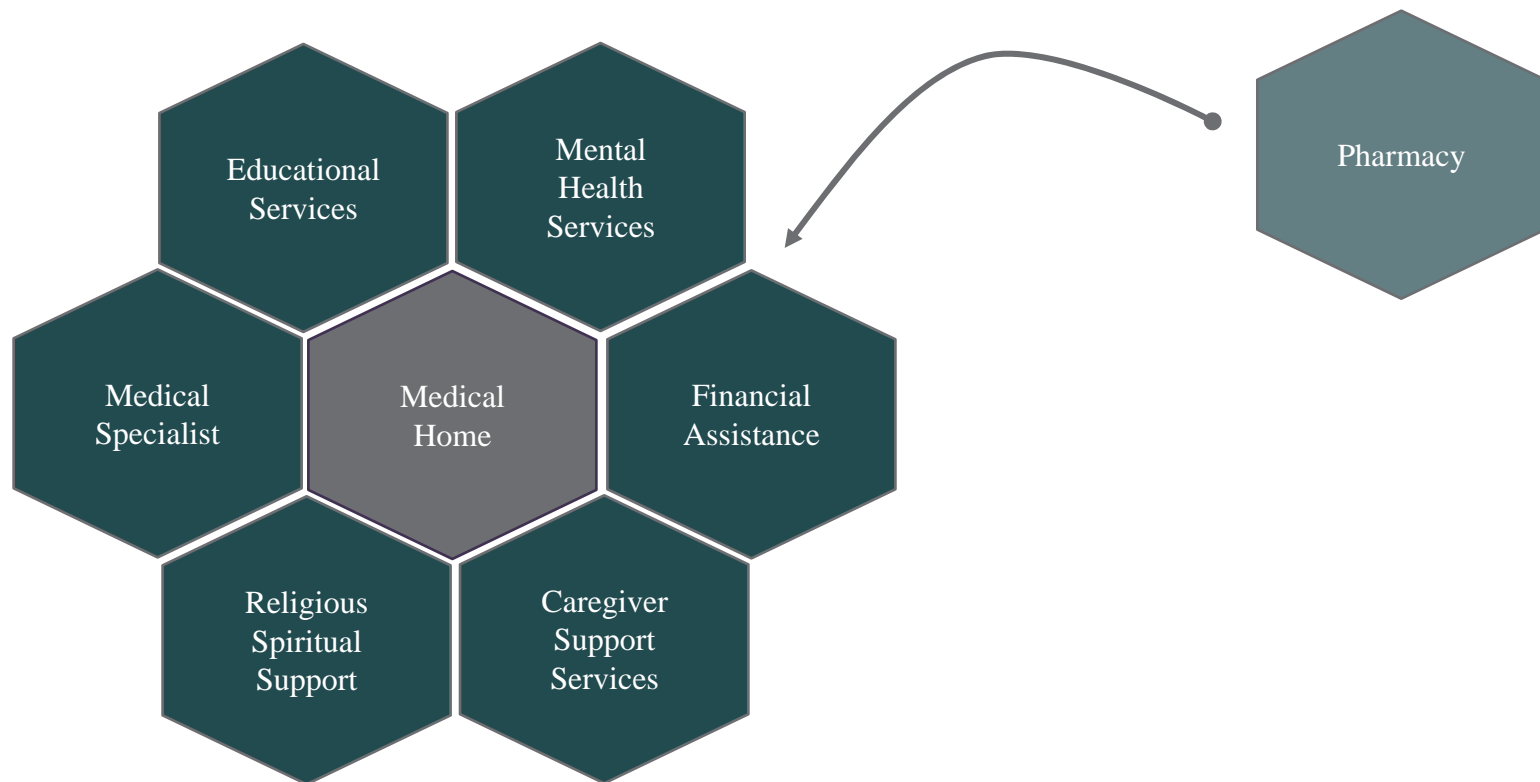 Educational
Services
Mental
Health
Services
Pharmacy
Medical
Specialist
Medical
Home
Financial
Assistance
Religious
Spiritual
Support
Caregiver
Support
Services